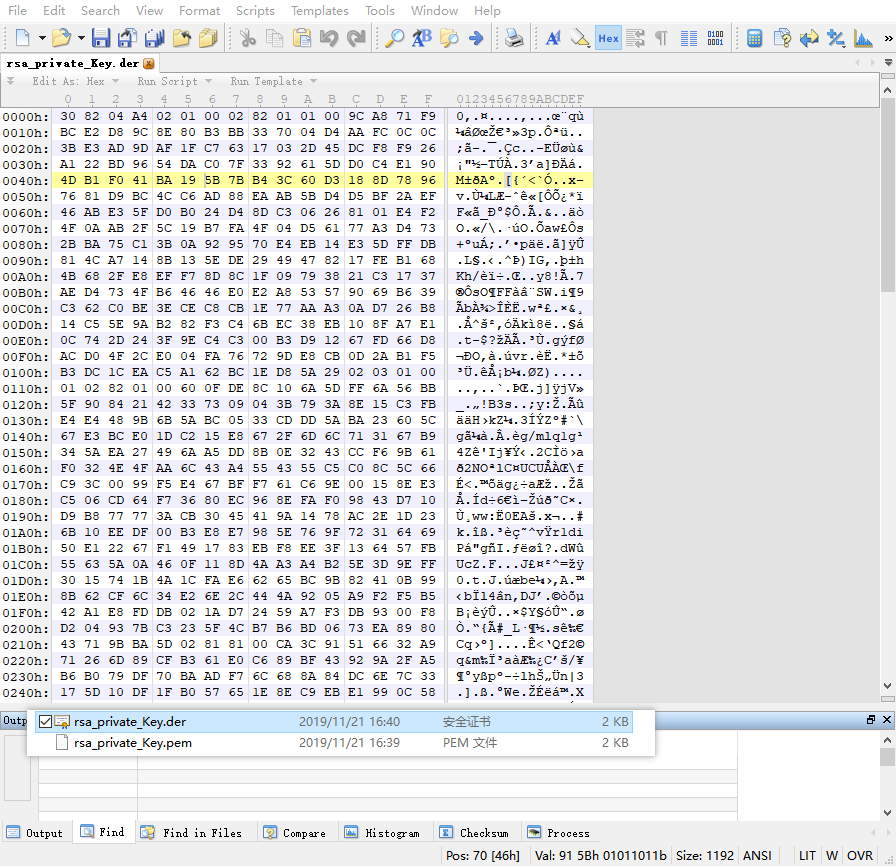 File Edit Search View Format Scripts Templates Tools Window Help
Hex
rsa_private_Key.der
Edit As: Hex Run Script Run Template
0 1 2 3 4 5 6 7 8 9 A B C D E F 0123456789ABCDEF
0000h: 30 82 04 A4 02 01 00 02 82 01 01 00 9C A8 71 F9 0‚.¤....‚...œ¨qù
0010h: BC E2 D8 9C 8E 80 B3 BB 33 70 04 D4 AA FC 0C 0C ¼âØœŽ€³»3p.Ôªü..
0020h: 3B E3 AD 9D AF 1F C7 63 17 03 2D 45 DC F8 F9 26 ;ã-.¯.Çc..-EÜøù&
0030h: A1 22 BD 96 54 DA C0 7F 33 92 61 5D D0 C4 E1 90 ¡"½–TÚÀ.3’a]ÐÄá.
0040h: 4D B1 F0 41 BA 19 5B 7B B4 3C 60 D3 18 8D 78 96 M±ðAº.[{´<`Ó..x–
0050h: 76 81 D9 BC 4C C6 AD 88 EA AB 5B D4 D5 BF 2A EF v.Ù¼LÆ-ˆê«[ÔÕ¿*ï
0060h: 46 AB E3 5F D0 B0 24 D4 8D C3 06 26 81 01 E4 F2 F«ã_Ð°$Ô.Ã.&..äò
0070h: 4F 0A AB 2F 5C 19 B7 FA 4F 04 D5 61 77 A3 D4 73 O.«/\.·úO.Õaw£Ôs
0080h: 2B BA 75 C1 3B 0A 92 95 70 E4 EB 14 E3 5D FF DB +ºuÁ;.’•päë.ã]ÿÛ
0090h: 81 4C A7 14 8B 13 5E DE 29 49 47 82 17 FE B1 68 .L§.‹.^Þ)IG‚.þ±h
00A0h: 4B 68 2F E8 EF F7 8D 8C 1F 09 79 38 21 C3 17 37 Kh/èï÷.Œ..y8!Ã.7
00B0h: AE D4 73 4F B6 46 46 E0 E2 A8 53 57 90 69 B6 39 ®ÔsO¶FFàâ¨SW.i¶9
00C0h: C3 62 C0 BE 3E CE C8 CB 1E 77 AA A3 0A D7 26 B8 ÃbÀ¾>ÎÈË.wª£.×&¸
00D0h: 14 C5 5E 9A B2 82 F3 C4 6B EC 38 EB 10 8F A7 E1 .Å^š²‚óÄkì8ë..§á
00E0h: 0C 74 2D 24 3F 9E C4 C3 00 B3 D9 12 67 FD 66 D8 .t-$?žÄÃ.³Ù.gýfØ
00F0h: AC D0 4F 2C E0 04 FA 76 72 9D E8 CB 0D 2A B1 F5 ¬ÐO,à.úvr.èË.*±õ
0100h: B3 DC 1C EA C5 A1 62 BC 1E D8 5A 29 02 03 01 00 ³Ü.êÅ¡b¼.ØZ)....
0110h: 01 02 82 01 01 00 60 0F DE 8C 10 6A 5D FF 6A 56 BB
0120h: 5F 90 84 21 42 33 73 09 04 3B 79 3A 8E 15 C3 FB
0130h: E4 E4 48 9B 6B 5A BC 05 33 CD DD 5A BA 23 60 5C ääH›kZ¼.3ÍÝZº#`\
0140h: 67 E3 BC E0 1D C2 15 E8 67 2F 6D 6C 71 31 67 B9 gã¼à.Â.èg/mlq1g¹
0150h: 34 5A EA 27 49 6A A5 DD 8B 0E 32 43 CC F6 9B 61 4Zê'Ij¥Ý‹.2CÌö›a
0160h: F0 32 4E 4F AA 6C 43 A4 55 43 55 C5 C0 8C 5C 66 ð2NOªlC¤UCUÅÀŒ\f
0170h: C9 3C 00 99 F5 E4 67 BF F7 61 C6 9E 00 15 8E E3 É<.™õäg¿÷aÆž..Žã
0180h: C5 06 CD 64 F7 36 80 EC 96 8E FA F0 98 43 D7 10 Å.Íd÷6€ì–Žúð˜C×.
0190h: D9 B8 77 77 3A CB 30 45 41 9A 14 78 AC 2E 1D 23 Ù¸ww:Ë0EAš.x¬..#
01A0h: 6B 10 EE DF 00 B3 E8 E7 98 5E 76 9F 72 31 64 69
01B0h: 50 E1 22 67 F1 49 17 83 EB F8 EE 3F 13 64 57 FB Pá"gñI.ƒëøî?.dWû
01C0h: 55 63 5A 0A 46 0F 11 8D 4A A3 A4 B2 5E 3D 9E FF UcZ.F...J£¤²^=žÿ
01D0h: 30 15 74 1B 4A 1C FA E6 62 65 BC 9B 82 41 0B 99 0.t.J.úæbe¼›‚A.™
01E0h: 8B 62 CF 6C 34 E2 6E 2C 44 4A 92 05 A9 F2 F5 B5 ‹bÏl4ân,DJ’.©òõµ
01F0h: 42 A1 E8 FD DB 02 1A D7 24 59 A7 F3 DB 93 00 F8 B¡èýÛ..×$Y§óÛ“.ø
0200h: D2 04 93 7B C3 23 5F 4C B7 B6 BD 06 73 EA 89 80 Ò.“{Ã#_L·¶½.sê‰€
0210h: 43 71 9B BA 5D 02 81 81 00 CA 3C 91 51 66 32 A9
0220h: 71 26 6D 89 CF B3 61 E0 C6 89 BF 43 92 9A 2F A5 q&m‰Ï³aàÆ‰¿C’š/¥
0230h: B6 B0 79 DF 70 BA AD F7 6C 68 8A 84 DC 6E 7C 33
0240h: 17 5D 10 DF 1F B0 57 65 1E 8E C9 EB E1 99 0C 58 .].ß.°We.ŽÉëá™.X
Outp
rsa_private_Key.der 2019/11/21 16:40 安全证书 2 KB
rsa_private_Key.pem 2019/11/21 16:39 PEM 文件 2 KB
Output Find Find in Files Compare Histogram Checksum Process
Pos: 70 [46h] Val: 91 5Bh 01011011b Size: 1192 ANSI LIT W OVR